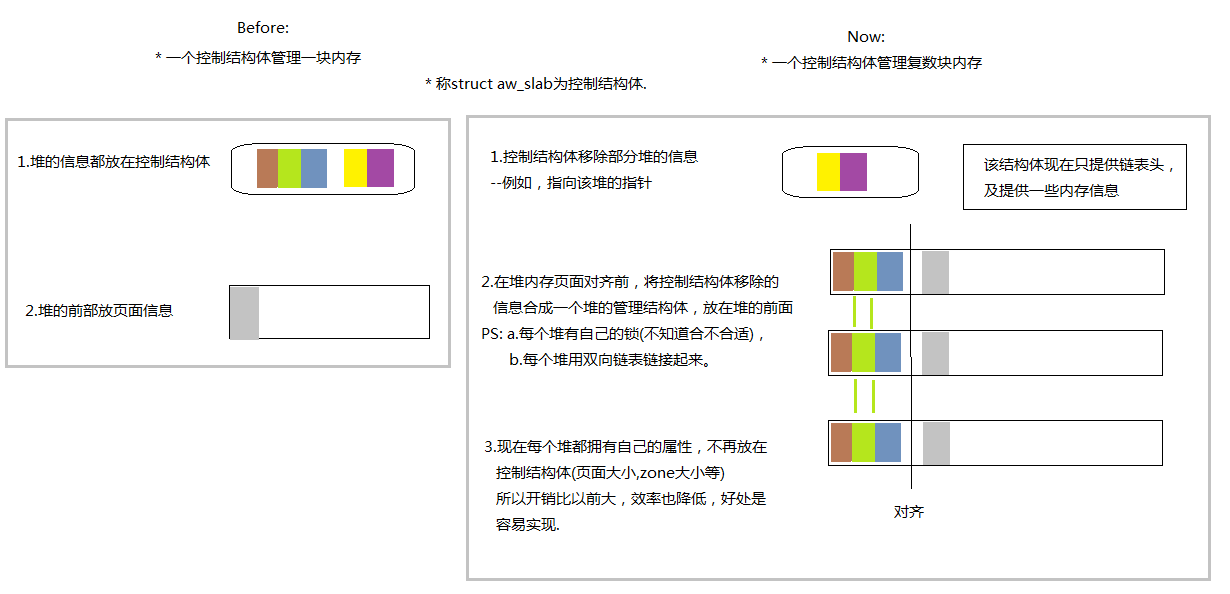 Before:
* 一个控制结构体管理一块内存
* 称struct aw_slab为控制结构体.
Now:
* 一个控制结构体管理复数块内存
1.堆的信息都放在控制结构体
2.堆的前部放页面信息
1.控制结构体移除部分堆的信息
--例如，指向该堆的指针
该结构体现在只提供链表头，
及提供一些内存信息
2.在堆内存页面对齐前，将控制结构体移除的
信息合成一个堆的管理结构体，放在堆的前面
PS: a.每个堆有自己的锁(不知道合不合适)，
b.每个堆用双向链表链接起来。
3.现在每个堆都拥有自己的属性，不再放在
控制结构体(页面大小,zone大小等)
所以开销比以前大，效率也降低，好处是
容易实现.
对齐